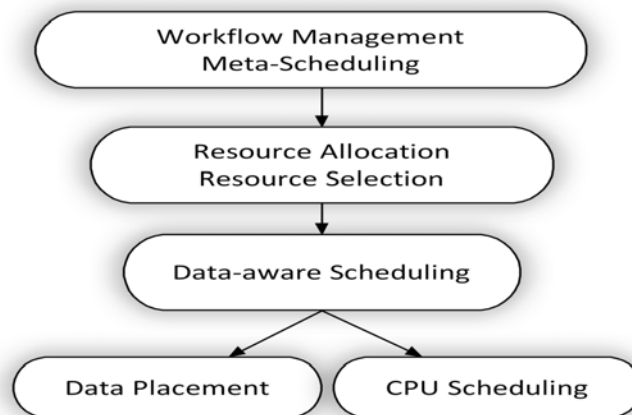 Workflow Management
Meta-Scheduling
Resource Allocation
Resource Selection
Data-aware Scheduling
Data Placement
CPU Scheduling